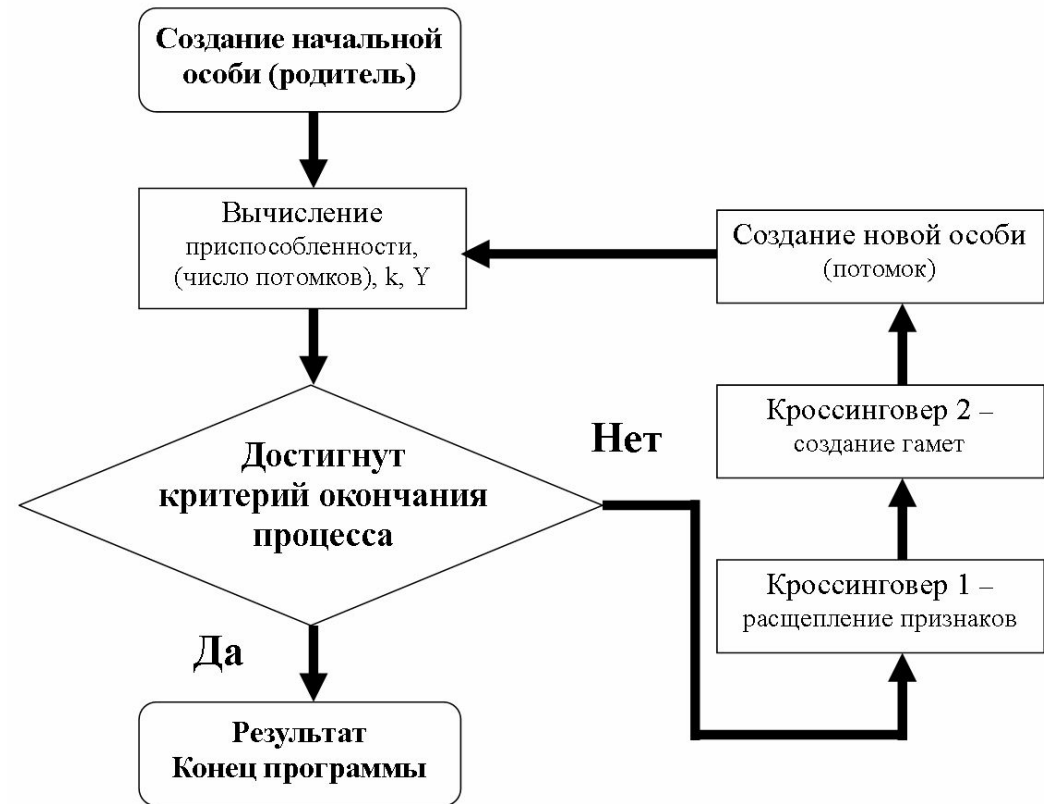 Создание начальной
особи (родитель)
Вычисление
приспособленности,
(число потомков), k, Y
Достигнут
критерий окончания
процесса
Да
Результат
Конец программы
Нет
Создание новой особи
(потомок)
Кроссинговер 2 –
создание гамет
Кроссинговер 1 –
расщепление признаков